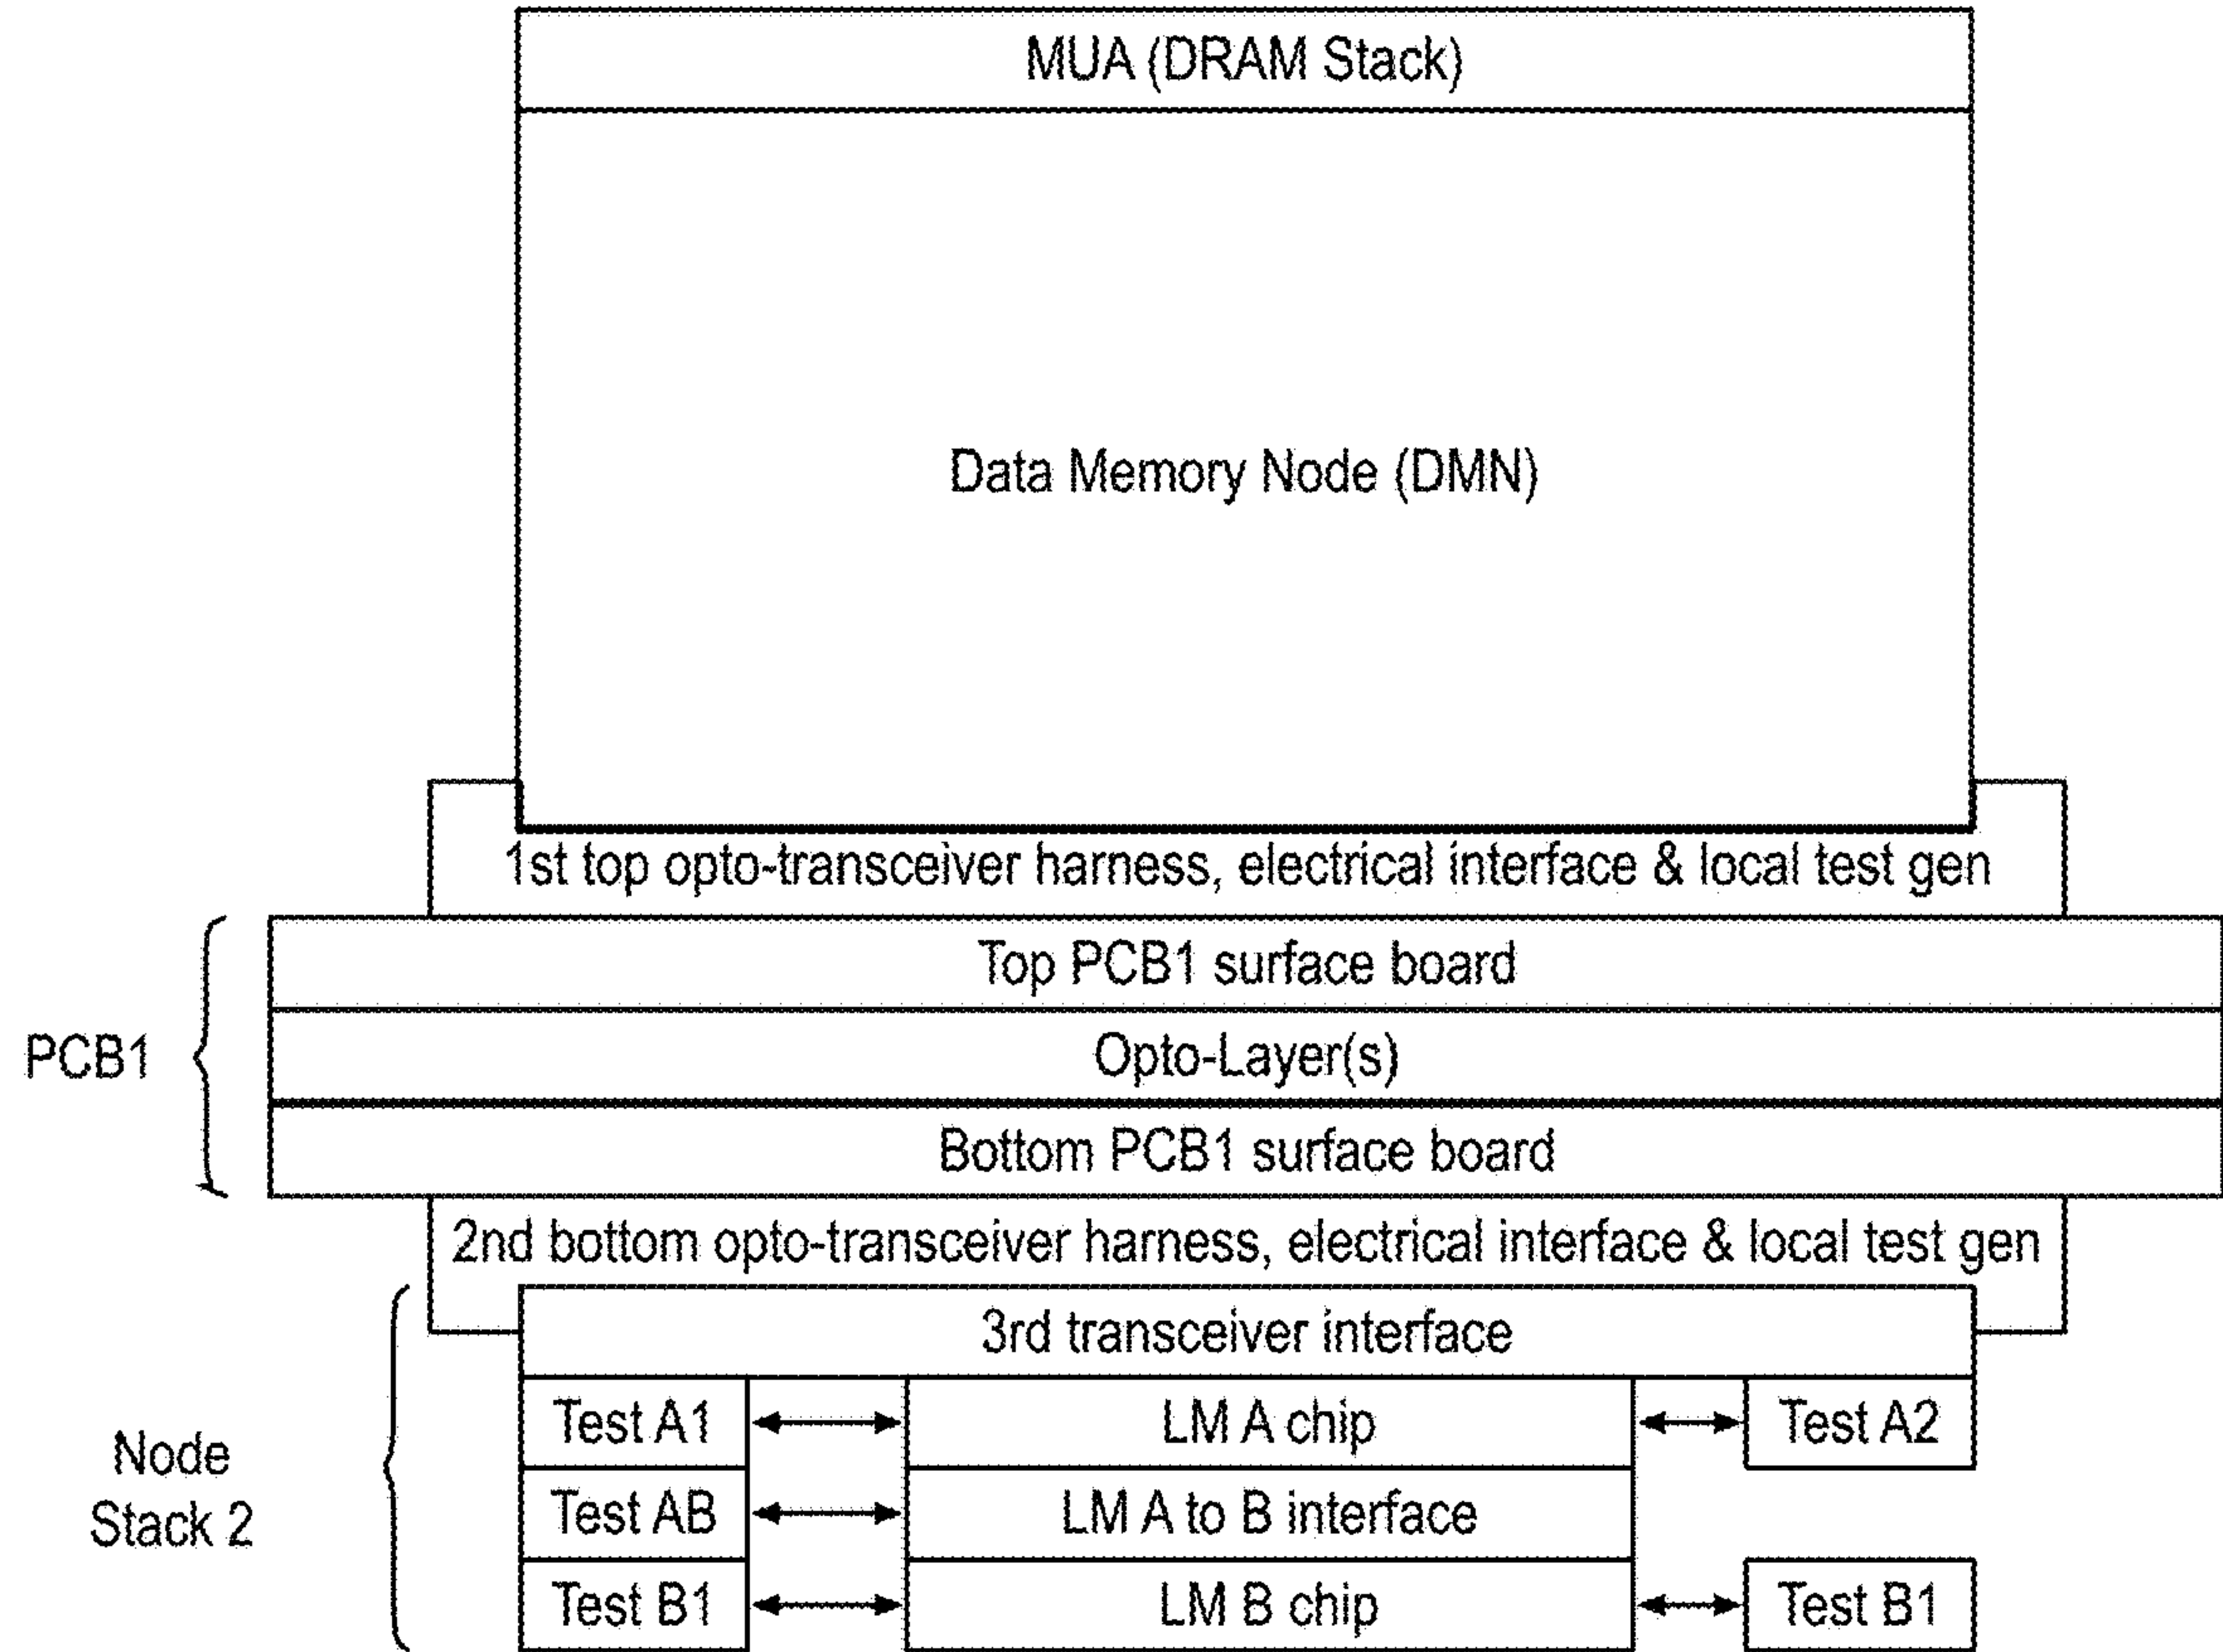 MUA (DRAM Stack)
Data Memory Node (DMN)
1st top opto-transceiver harness, electrical interface & local test gen
Top PCB1 surface board
PCB1
Opto-Layer(s)
Bottom PCB1 surface board
2nd bottom opto-transceiver harness, electrical interface & local test gen
3rd transceiver interface
Node
Stack 2
Test A1
LM A chip
Test A2
Test AB
LM A to B interface
Test B1
LM B chip
Test B1